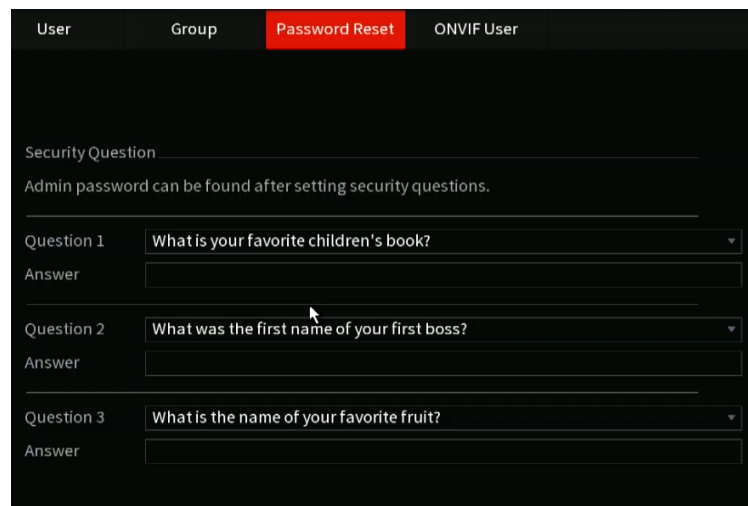 User Group Password Reset ONVIF User
Security Question
Admin password can be found after setting security questions.
Question 1 What is your favorite children's book?
Answer
Question 2 What was the first name of your first boss?
Answer
Question 3 What is the name of your favorite fruit?
Answer